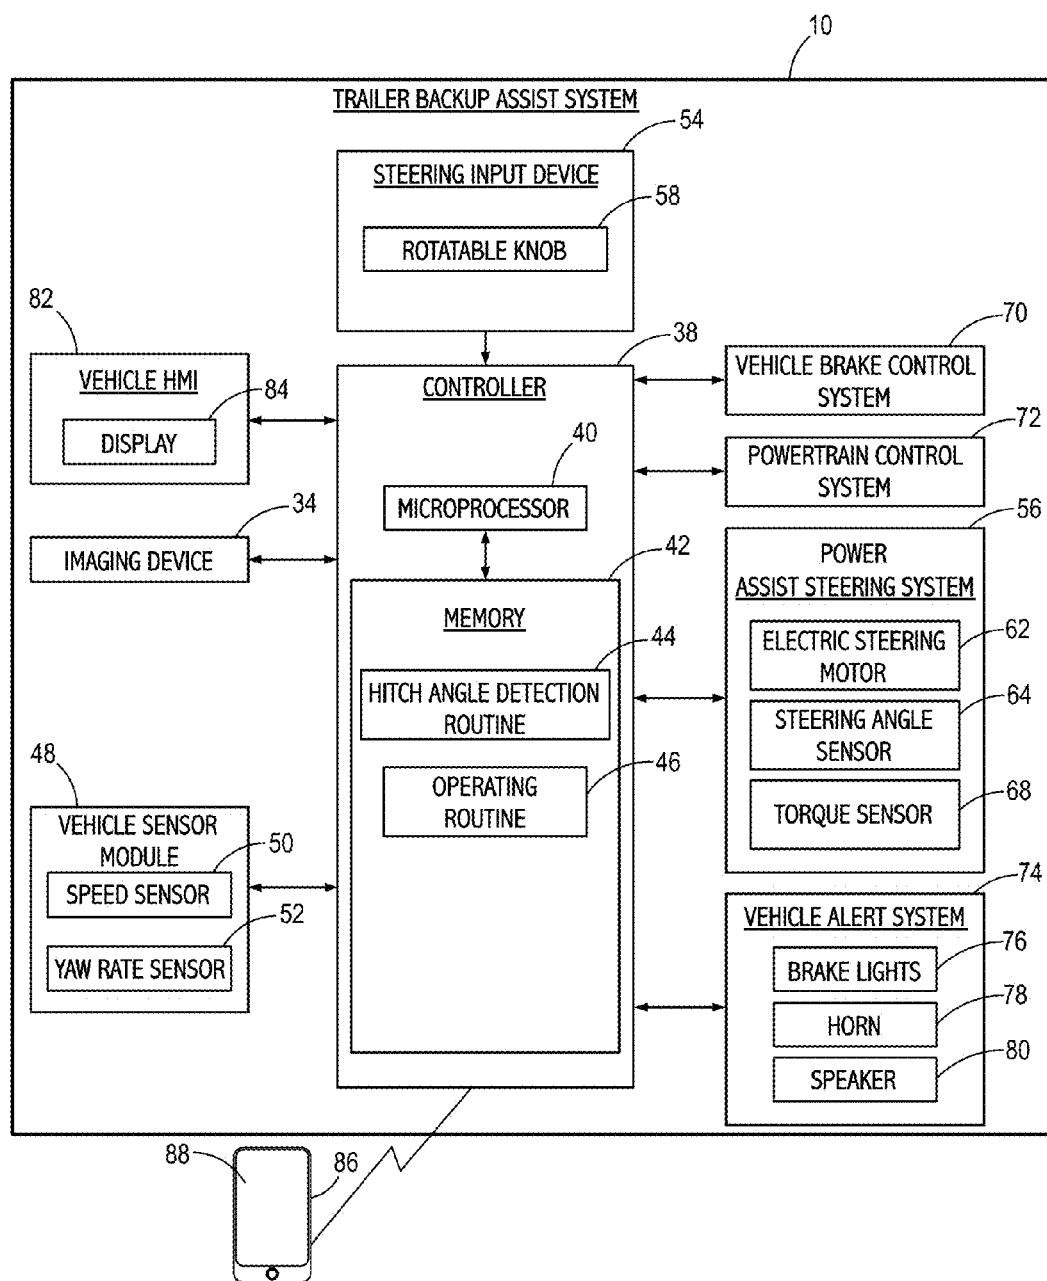 10
TRAILER BACKUP ASSIST SYSTEM
54
STEERING INPUT DEVICE
58
ROTATABLE KNOB
82
VEHICLE HMI
84
DISPLAY
34
IMAGING DEVICE
48
VEHICLE SENSOR
MODULE
50
SPEED SENSOR
52
YAW RATE SENSOR
38
CONTROLLER
40
MICROPROCESSOR
42
MEMORY
44
HITCH ANGLE DETECTION
ROUTINE
46
OPERATING
ROUTINE
70
VEHICLE BRAKE CONTROL
SYSTEM
72
POWERTRAIN CONTROL
SYSTEM
56
POWER
ASSIST STEERING SYSTEM
62
ELECTRIC STEERING
MOTOR
64
STEERING ANGLE
SENSOR
68
TORQUE SENSOR
74
VEHICLE ALERT SYSTEM
76
BRAKE LIGHTS
78
HORN
80
SPEAKER
88
86